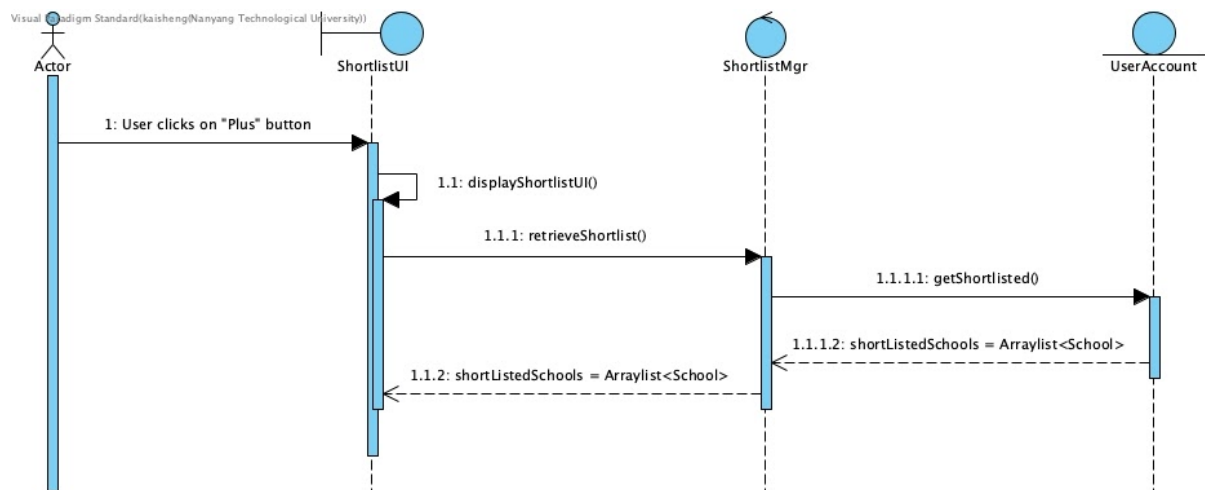 Visual Paradigm Standard(kaisheng(Nanyang Technological University))
Actor
ShortlistUI
ShortlistMgr
UserAccount
1: User clicks on "Plus" button
1.1: displayShortlistUI()
1.1.1: retrieveShortlist()
1.1.1.1: getShortlisted()
1.1.1.2: shortListedSchools = Arraylist<School>
1.1.2: shortListedSchools = Arraylist<School>